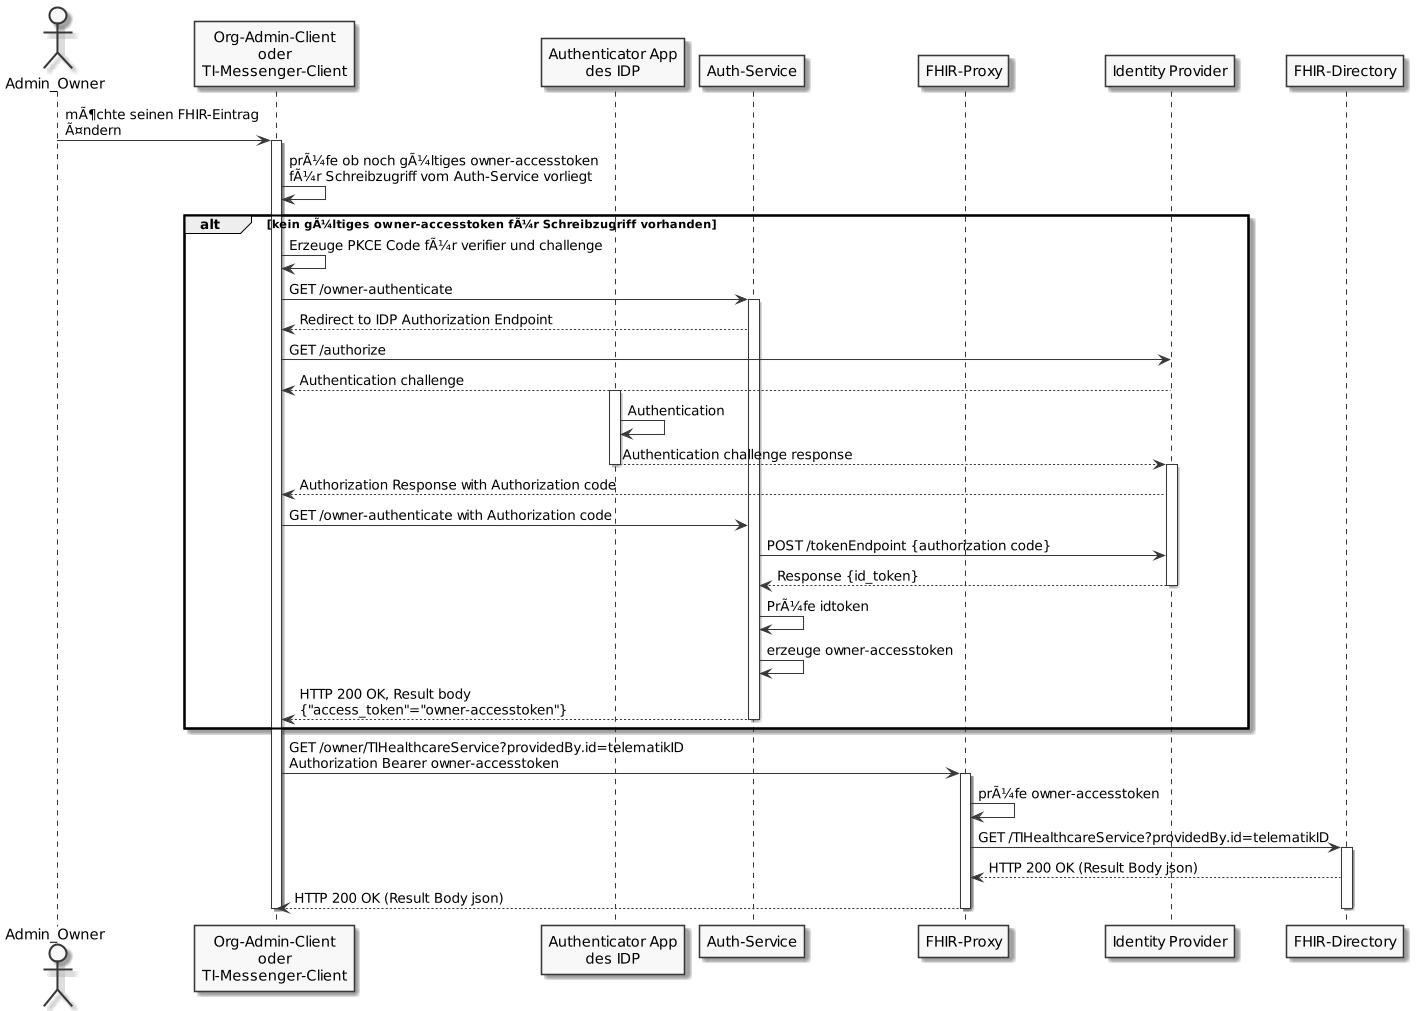 Org-Admin-Client
oder
TI-Messenger-Client
Authenticator App
des IDP
Admin_Owner
Auth-Service
FHIR-Proxy
Identity Provider
FHIR-Directory
mÃ¶chte seinen FHIR-Eintrag
Ã¤ndern
prÃ¼fe ob noch gÃ¼ltiges owner-accesstoken
fÃ¼r Schreibzugriff vom Auth-Service vorliegt
alt
[kein gÃ¼ltiges owner-accesstoken fÃ¼r Schreibzugriff vorhanden]
Erzeuge PKCE Code fÃ¼r verifier und challenge
GET /owner-authenticate
Redirect to IDP Authorization Endpoint
GET /authorize
Authentication challenge
Authentication
Authentication challenge response
Authorization Response with Authorization code
GET /owner-authenticate with Authorization code
POST /tokenEndpoint {authorization code}
Response {id_token}
PrÃ¼fe idtoken
erzeuge owner-accesstoken
HTTP 200 OK, Result body
{"access_token"="owner-accesstoken"}
GET /owner/TIHealthcareService?providedBy.id=telematikID
Authorization Bearer owner-accesstoken
prÃ¼fe owner-accesstoken
GET /TIHealthcareService?providedBy.id=telematikID
HTTP 200 OK (Result Body json)
HTTP 200 OK (Result Body json)
Admin_Owner
Org-Admin-Client
oder
TI-Messenger-Client
Authenticator App
des IDP
Auth-Service
FHIR-Proxy
Identity Provider
FHIR-Directory